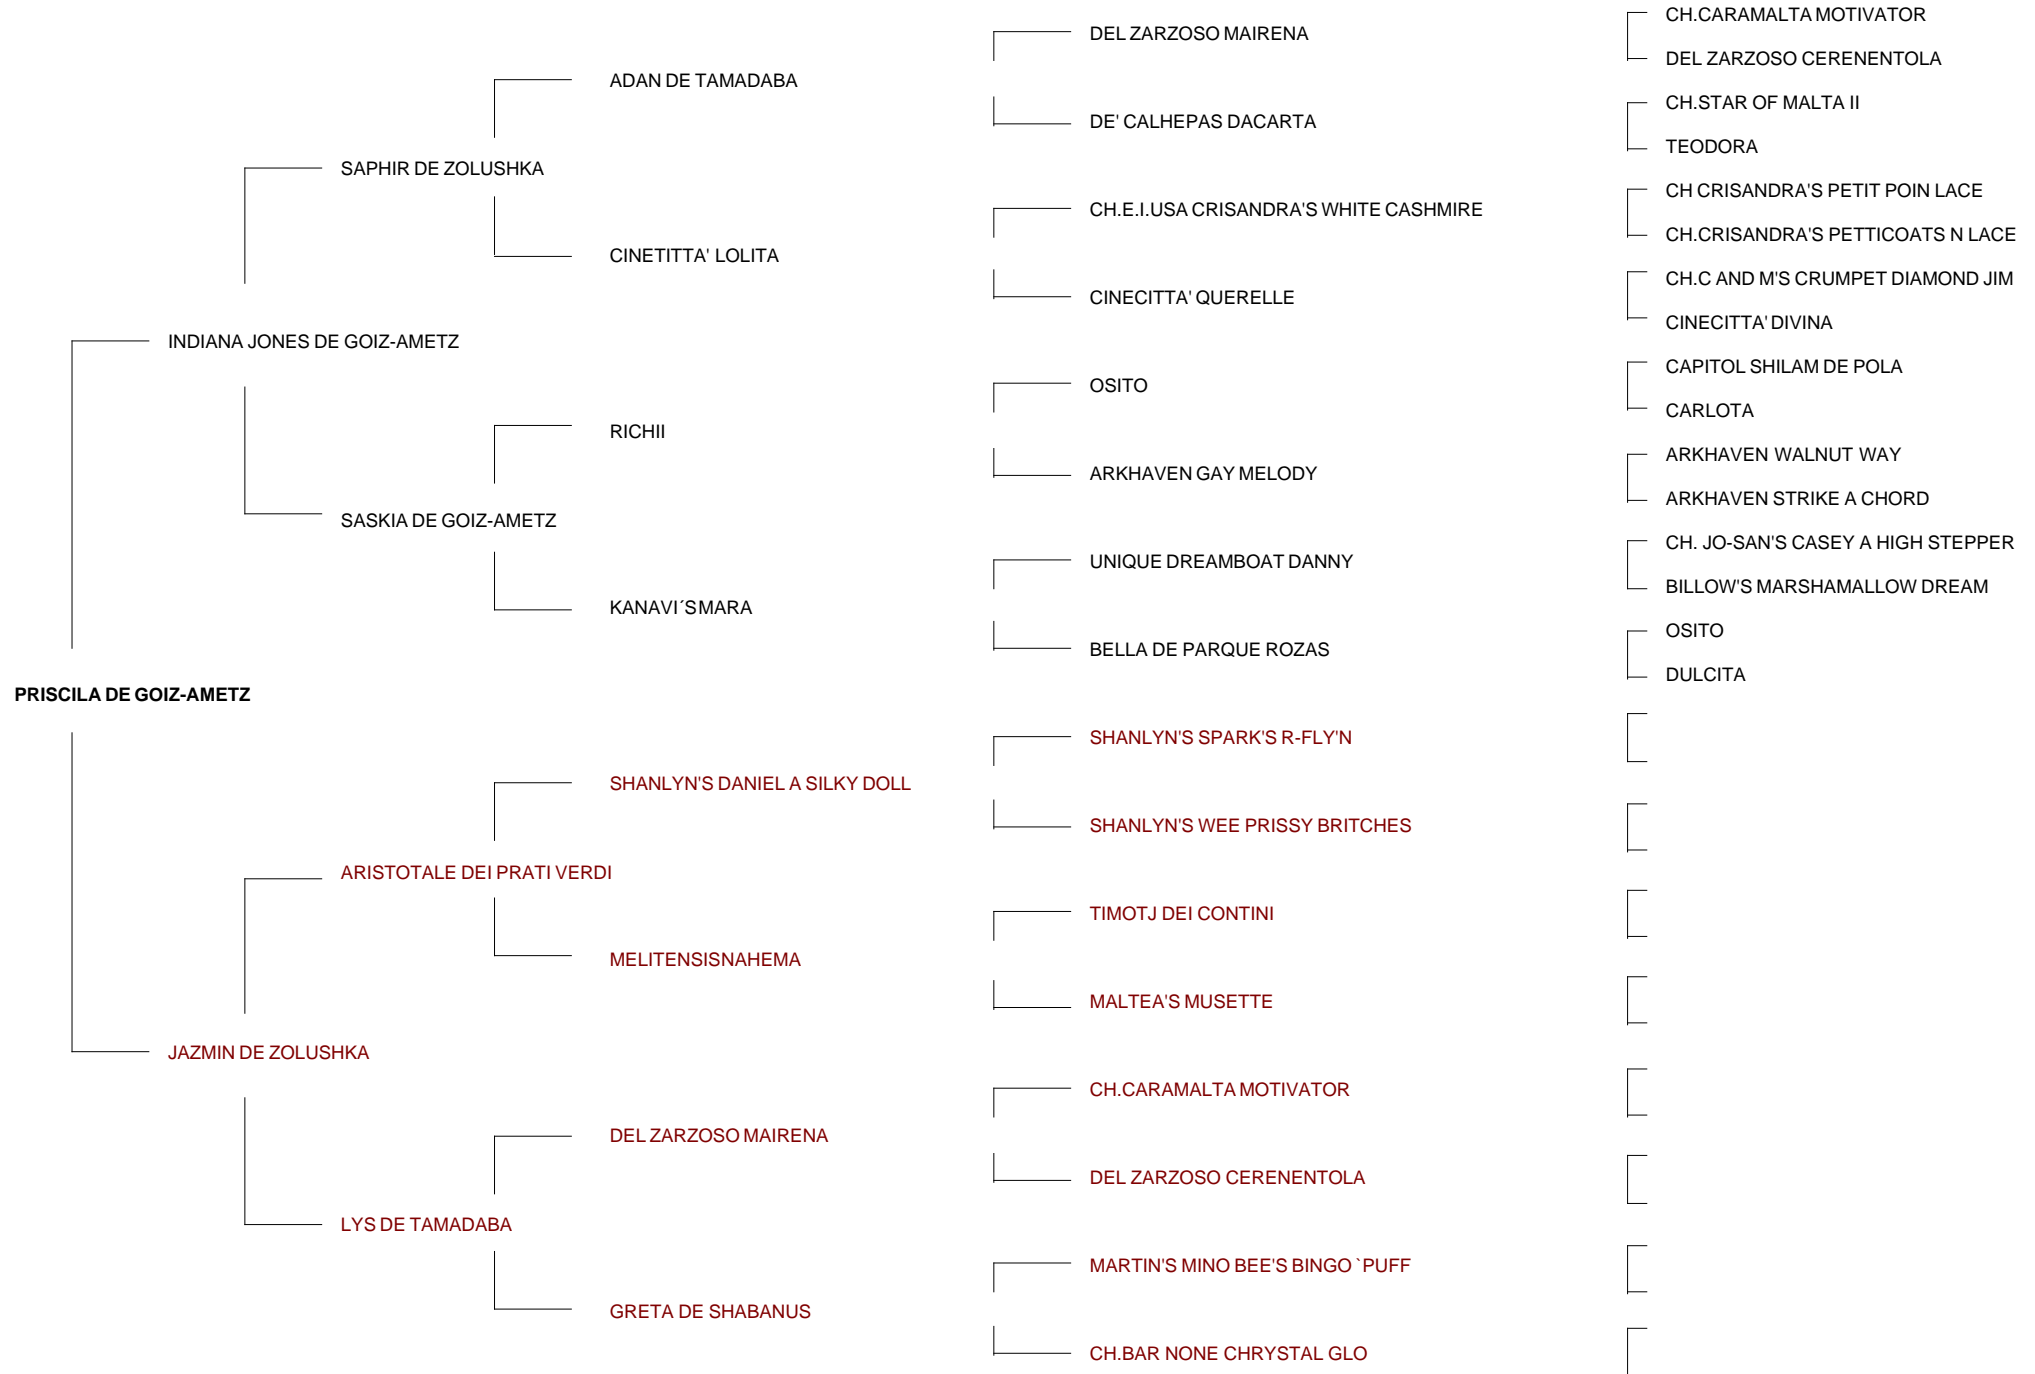 CH.CARAMALTA MOTIVATOR
DEL ZARZOSO MAIRENA
DEL ZARZOSO CERENENTOLA
ADAN DE TAMADABA
CH.STAR OF MALTA II
DE' CALHEPAS DACARTA
TEODORA
SAPHIR DE ZOLUSHKA
CH CRISANDRA'S PETIT POIN LACE
CH.E.I.USA CRISANDRA'S WHITE CASHMIRE
CH.CRISANDRA'S PETTICOATS N LACE
CINETITTA' LOLITA
CH.C AND M'S CRUMPET DIAMOND JIM
CINECITTA' QUERELLE
CINECITTA' DIVINA
INDIANA JONES DE GOIZ-AMETZ
CAPITOL SHILAM DE POLA
OSITO
CARLOTA
RICHII
ARKHAVEN WALNUT WAY
ARKHAVEN GAY MELODY
ARKHAVEN STRIKE A CHORD
SASKIA DE GOIZ-AMETZ
CH. JO-SAN'S CASEY A HIGH STEPPER
UNIQUE DREAMBOAT DANNY
BILLOW'S MARSHAMALLOW DREAM
KANAVI´S MARA
OSITO
BELLA DE PARQUE ROZAS
DULCITA
PRISCILA DE GOIZ-AMETZ
SHANLYN'S SPARK'S R-FLY'N
SHANLYN'S DANIEL A SILKY DOLL
SHANLYN'S WEE PRISSY BRITCHES
ARISTOTALE DEI PRATI VERDI
TIMOTJ DEI CONTINI
MELITENSISNAHEMA
MALTEA'S MUSETTE
JAZMIN DE ZOLUSHKA
CH.CARAMALTA MOTIVATOR
DEL ZARZOSO MAIRENA
DEL ZARZOSO CERENENTOLA
LYS DE TAMADABA
MARTIN'S MINO BEE'S BINGO `PUFF
GRETA DE SHABANUS
CH.BAR NONE CHRYSTAL GLO